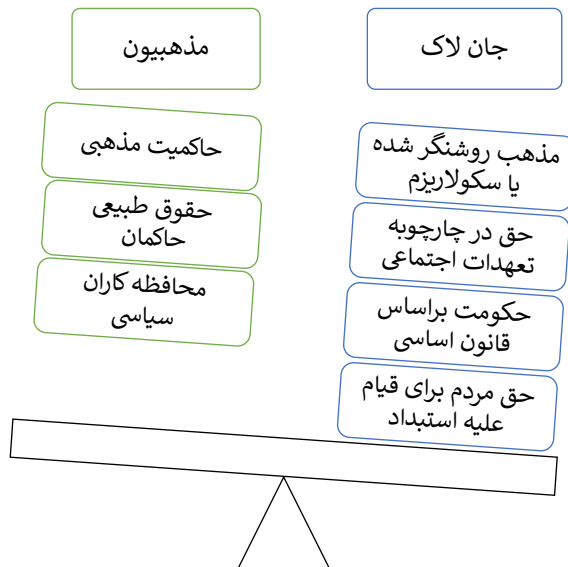 جان لاک
مذهب روشنگر شده
یا سکولاریزم
حق در چارچوبه
تعهدات اجتماعی
حکومت براساس
قانون اساسی
حق مردم برای قیام
علیه استبداد
مذهبیون
حاکمیت مذهبی
حقوق طبیعی
حاکمان
محافظه کاران
سیاسی